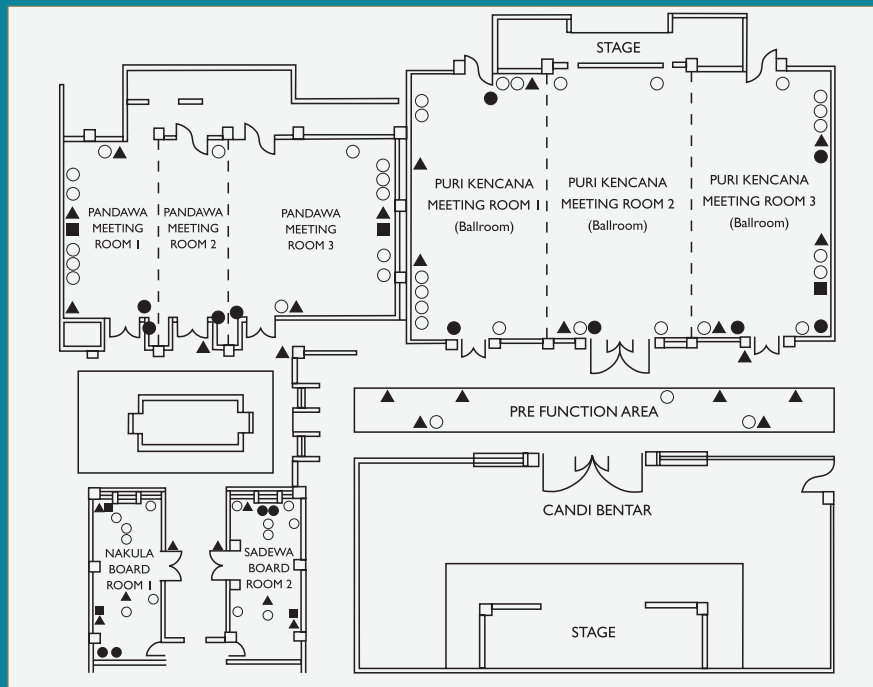 STAGE
PANDAWA
MEETING
ROOM 1
PANDAWA
MEETING
ROOM 2
PANDAWA
MEETING
ROOM 3
PURI KENCANA
MEETING ROOM 1
(Ballroom)
PURI KENCANA
MEETING ROOM 2
(Ballroom)
PURI KENCANA
MEETING ROOM 3
(Ballroom)
PRE FUNCTION AREA
CANDI BENTAR
NAKULA
BOARD
ROOM 1
SADEWA
BOARD
ROOM 2
STAGE